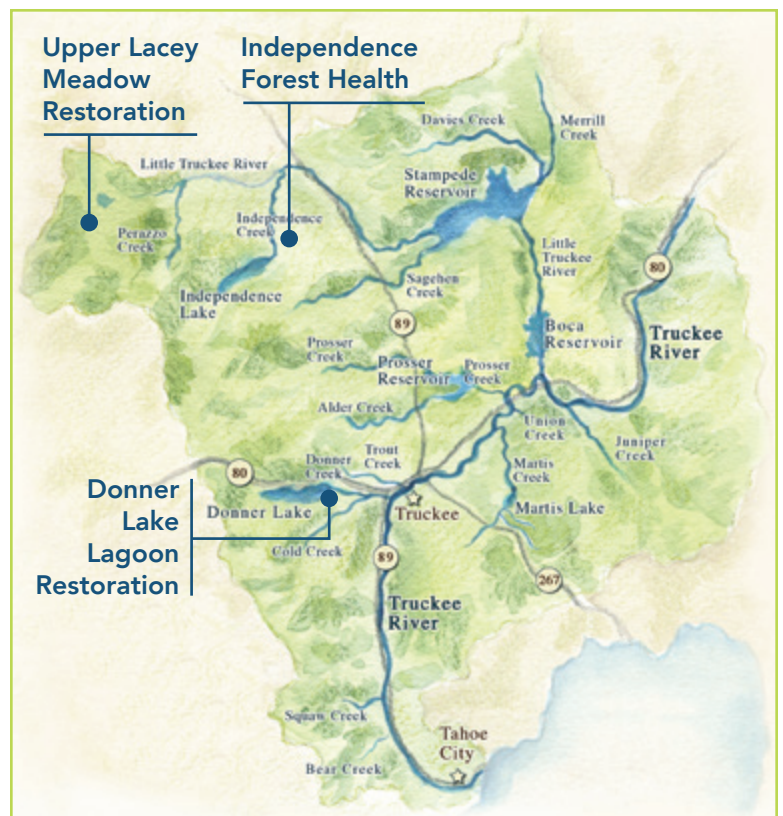 Upper Lacey
Meadow
Restoration
Independence
Forest Health
Davies Creek
Merrill
Creek
Little Truckee River
Stampede
Reservoir
Perazzo
Creek
Independence
Creek
Little
Truckee
River
80
Sagehen
Creek
Independence
Lake
89
Boca
Reservoir
Truckee
River
Prosser
Creek
Prosser
Reservoir
Prosser
Creek
Alder Creek
Union
Creek
Juniper
Creek
Trout
Creek
Donner
Creek
Martis
Creek
80
Donner
Lake
Lagoon
Restoration
Donner Lake
Truckee
Martis Lake
Cold Creek
89
267
Truckee
River
Squaw Creek
Tahoe
City
Bear Creek